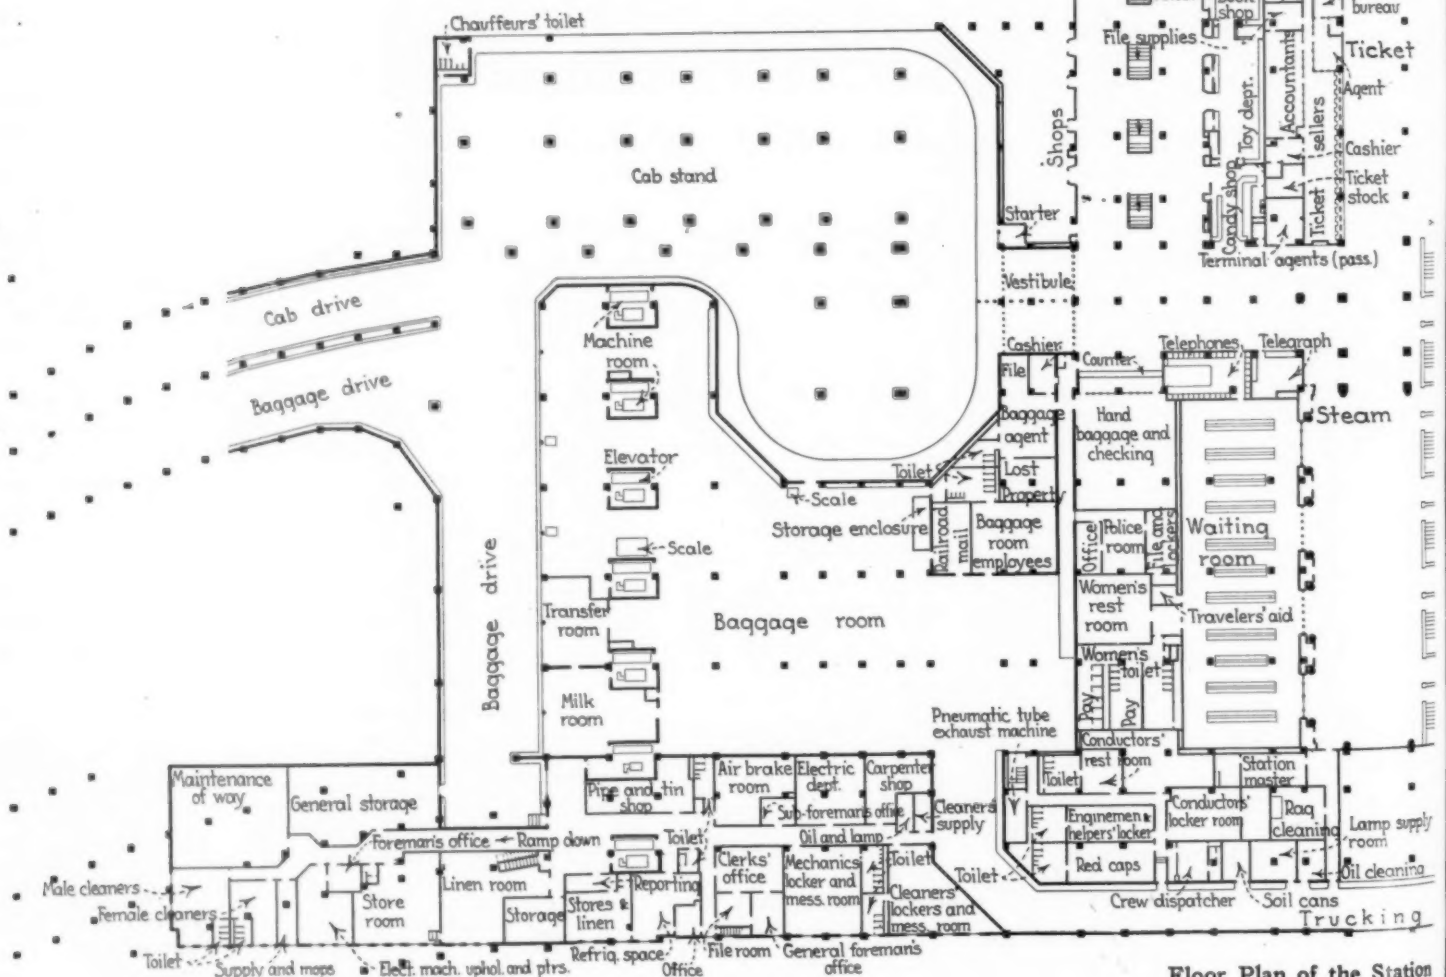 Chauffeurs' toilet
shop
bureau
File supplies
Ticket
Agent
Toy dept.
Accountants
sellers
Cashier
Ticket
stock
Candy shop
Ticket
Terminal agents (pass.)
Shops
Cab stand
Starter
Vestibule
Cab drive
Baggage drive
Machine
room
Cashier
File
Counter
Telephones
Telegraph
Steam
Baggage
agent
Hand
baggage and
checking
Elevator
Toilet
Lost
Property
Scale
Storage enclosure
Railroad
mail
Baggage
room
employees
Office
Police
room
File and
lockers
Waiting
room
Scale
Baggage drive
Transfer
room
Baggage room
Women's
rest
room
Travelers' aid
Women's
toilet
Pay
Pay
Milk
room
Pneumatic tube
exhaust machine
Conductors'
rest room
Toilet
Station
master
Maintenance
of way
General storage
Pipe and tin
shop
Air brake
room
Electric
dept.
Carpenter
shop
Sub-foreman's office
Cleaners'
supply
Enginemen &
helpers' locker
Conductors'
locker room
Rag
cleaning
Lamp supply
room
Foreman's office
Ramp down
Toilet
Oil and lamp
Male cleaners
Female cleaners
Linen room
Store
room
Storage
Stores
linen
Reporting
Clerks'
office
Mechanics'
locker and
mess. room
Toilet
Cleaners'
lockers and
mess. room
Toilet
Red caps
Crew dispatcher
Soil cans
Oil cleaning
Trucking
Toilet
Supply and mops
Elect. mach. uphol. and ptrs.
Refrig. space
Office
File room
General foreman's
office
Floor Plan of the Station